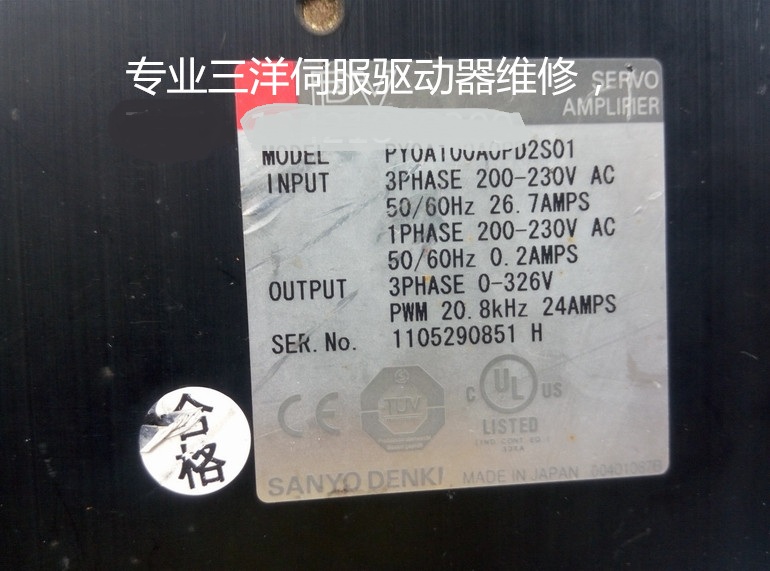 专业三洋伺服驱动器维修，
SERVO
AMPLIFIER
MODEL PY0A100A0PD2S01
INPUT 3PHASE 200-230V AC
50/60Hz 26.7AMPS
1PHASE 200-230V AC
50/60Hz 0.2AMPS
OUTPUT 3PHASE 0-326V
PWM 20.8kHz 24AMPS
SER.No. 1105290851 H
CE
TUV
C UL US
LISTED
SANYO DENKI MADE IN JAPAN
合格